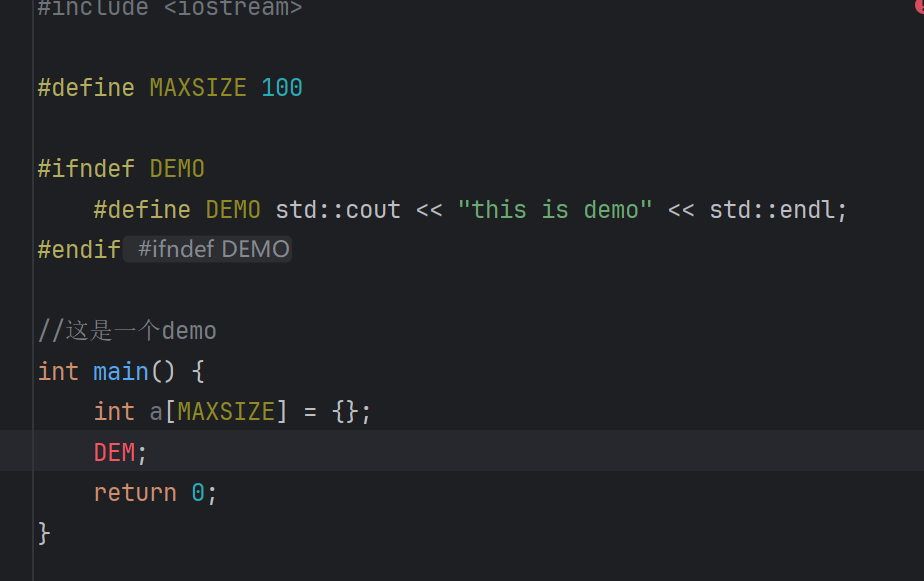 #include <iostream>
#define MAXSIZE 100
#ifndef DEMO
#define DEMO std::cout << "this is demo" << std::endl;
#endif #ifndef DEMO
//这是一个demo
int main() {
int a[MAXSIZE] = {};
DEM;
return 0;
}